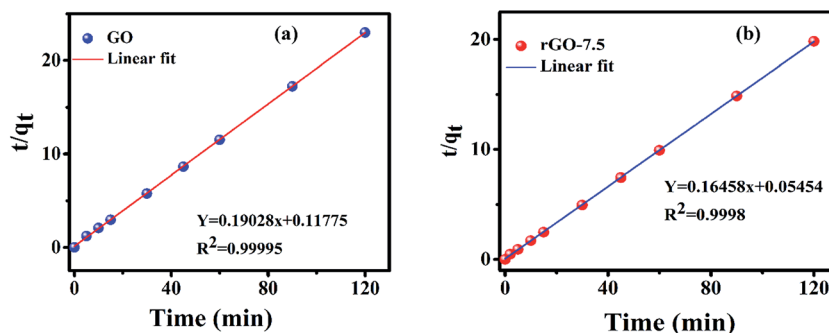 (a)
GO
Linear fit
20
10
0
t/qt
Y=0.19028x+0.11775
R²=0.99995
0 40 80 120
Time (min)
(b)
rGO-7.5
Linear fit
20
10
0
t/qt
Y=0.16458x+0.05454
R²=0.9998
0 40 80 120
Time (min)